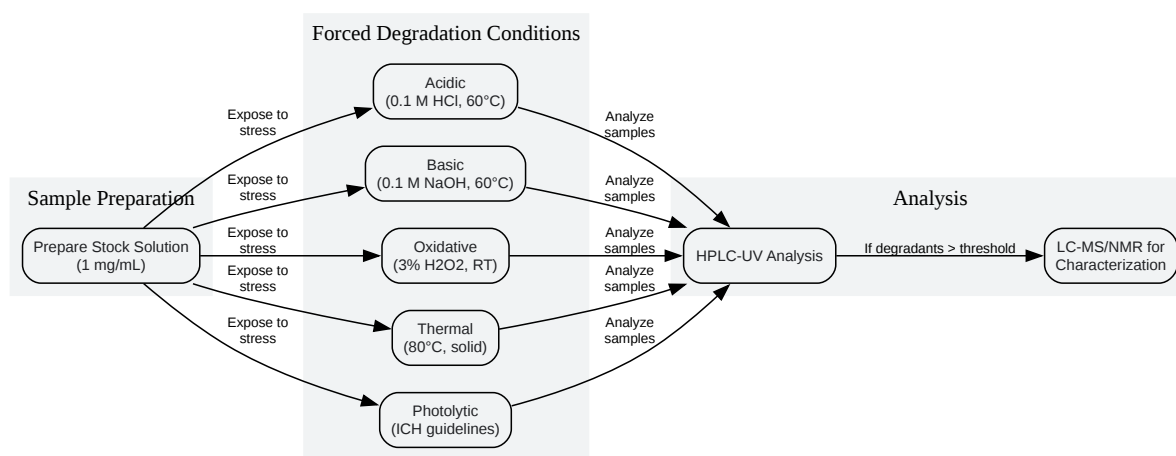 Forced Degradation Conditions
Acidic
(0.1 M HCl, 60°C)
Expose to
stress
Analyze
samples
Basic
(0.1 M NaOH, 60°C)
Expose to
stress
Analyze
samples
Sample Preparation
Analysis
Prepare Stock Solution
(1 mg/mL)
Expose to
stress
Oxidative
(3% H2O2, RT)
Analyze
samples
HPLC-UV Analysis
If degradants > threshold
LC-MS/NMR for
Characterization
Expose to
stress
Thermal
(80°C, solid)
Analyze
samples
Expose to
stress
Photolytic
(ICH guidelines)
Analyze
samples